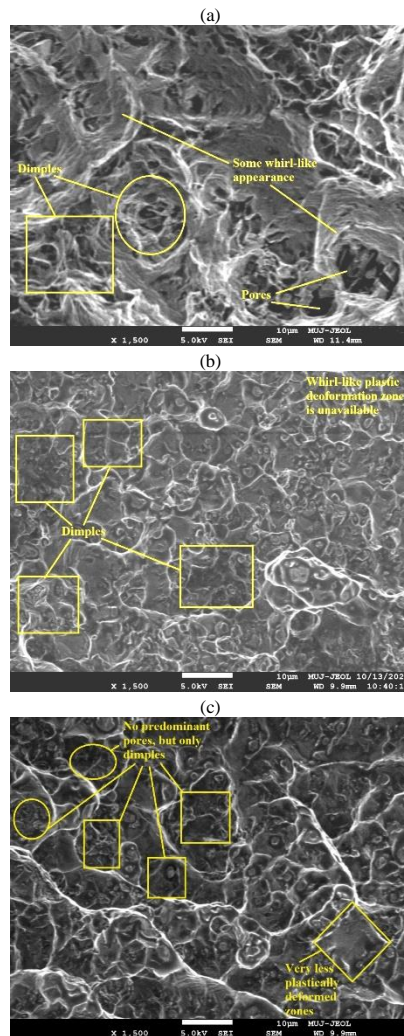 (a)
Dimples
Some whirl-like
appearance
Pores
10µm MUJ-JEOL
X 1,500 5.0kV SEI SEM WD 11.4mm
(b)
Whirl-like plastic
deoformation zone
is unavailable
Dimples
10µm MUJ-JEOL 10/13/202
X 1,500 5.0kV SEI SEM WD 9.9mm 10:40:1
(c)
No predominant
pores, but only
dimples
Very less
plastically
deformed
zones
10µm MUJ-JEOL
X 1,500 5.0kV SEI SEM WD 9.9mm